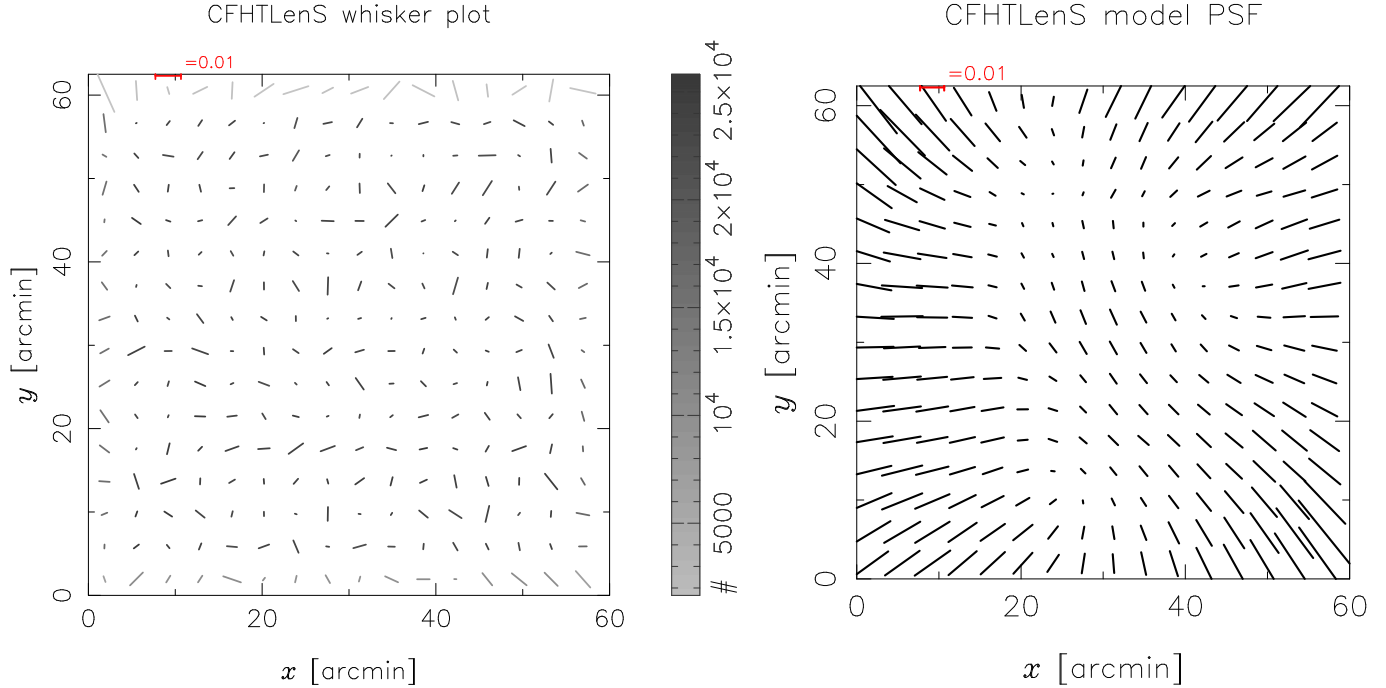 CFHTLenS whisker plot
=0.01
60
40
20
0
y [arcmin]
0 20 40 60
x [arcmin]
# 5000 10⁴ 1.5×10⁴ 2×10⁴ 2.5×10⁴
CFHTLenS model PSF
=0.01
60
40
20
0
y [arcmin]
0 20 40 60
x [arcmin]